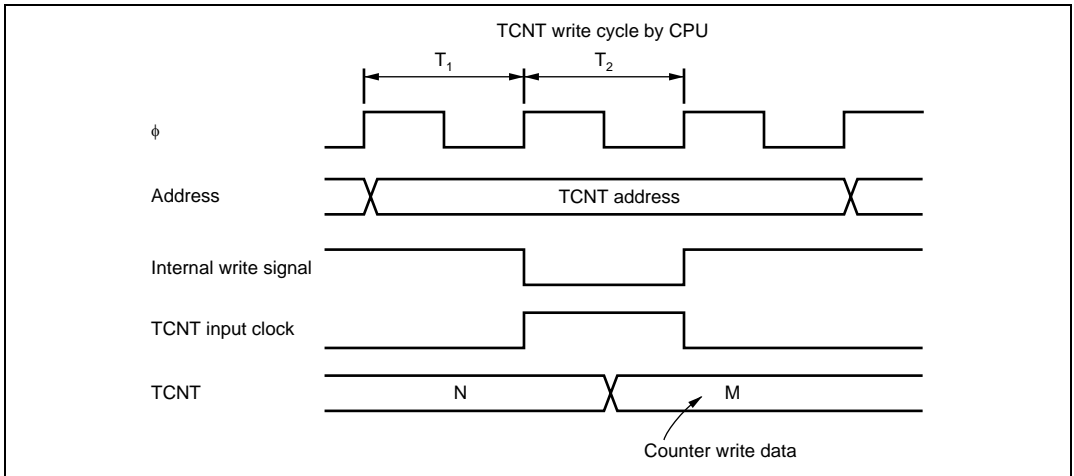 TCNT write cycle by CPU
T₁ T₂
ϕ
Address TCNT address
Internal write signal
TCNT input clock
TCNT N M
Counter write data